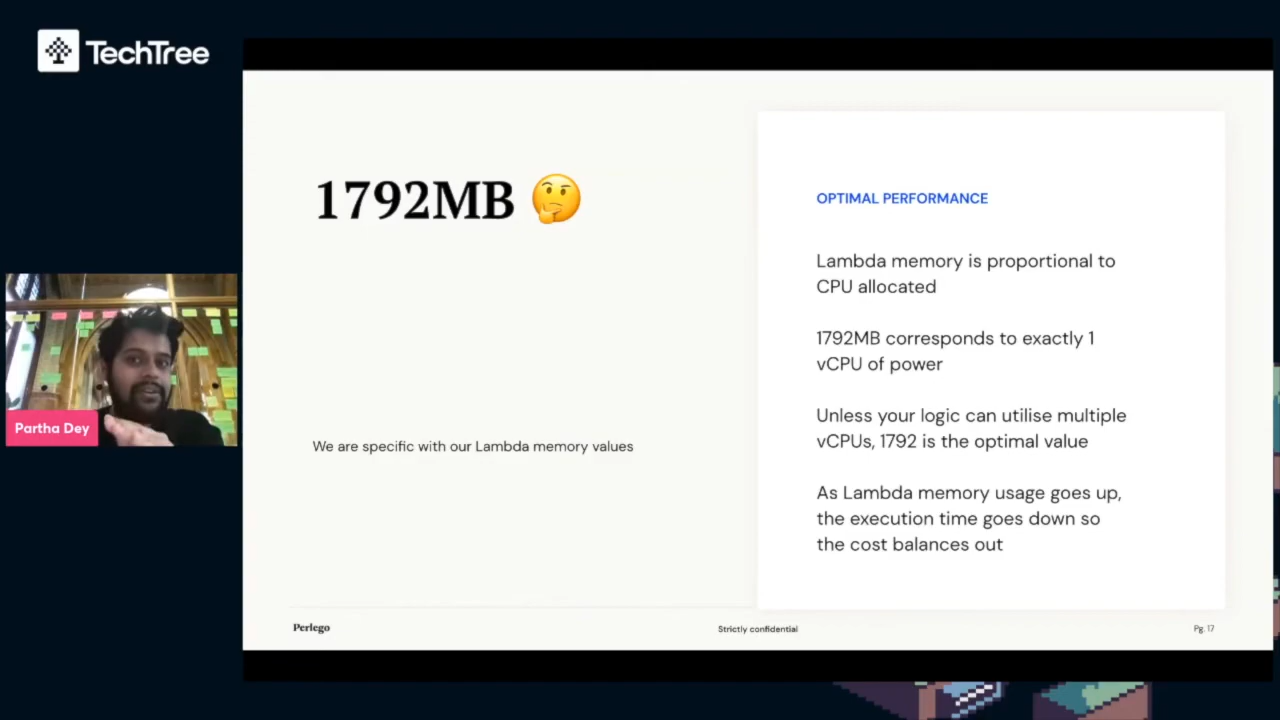 TechTree
1792MB 🤔
We are specific with our Lambda memory values
OPTIMAL PERFORMANCE
Lambda memory is proportional to
CPU allocated
1792MB corresponds to exactly 1
vCPU of power
Unless your logic can utilise multiple
vCPUs, 1792 is the optimal value
As Lambda memory usage goes up,
the execution time goes down so
the cost balances out
Partha Dey
Perlego
Strictly confidential
Pg. 17